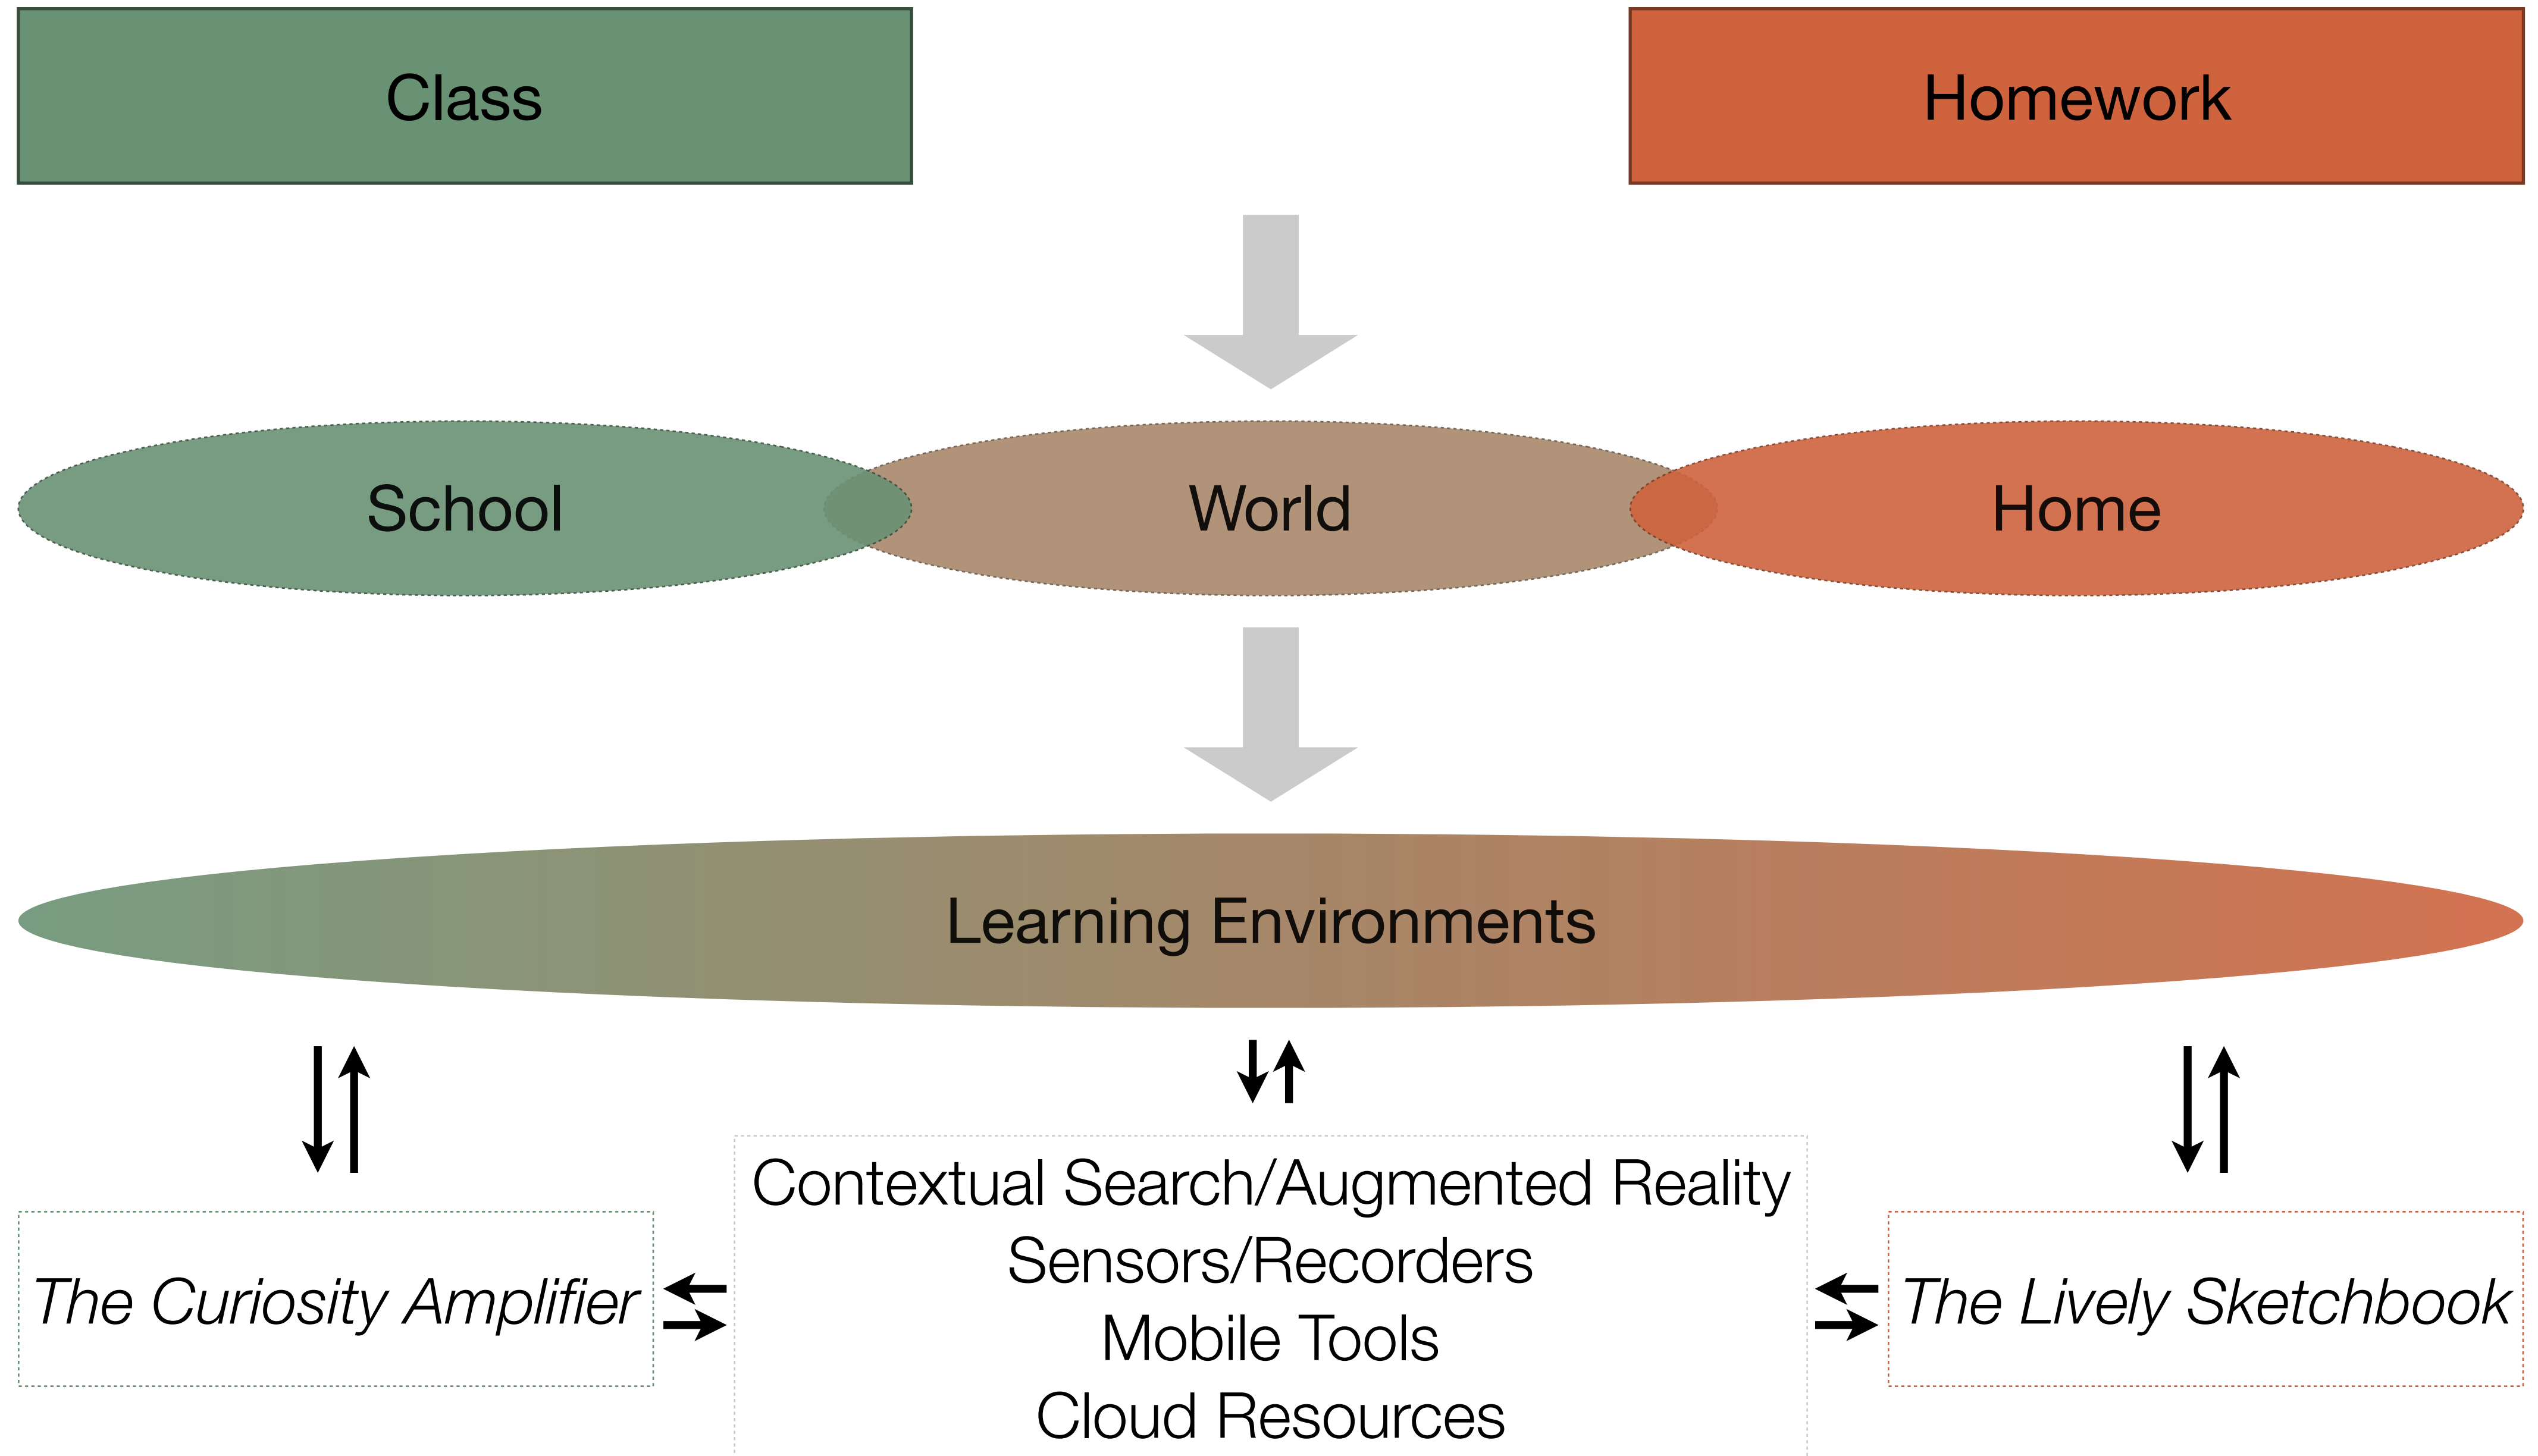 Class
Homework
School
World
Home
Learning Environments
The Curiosity Amplifier
Contextual Search/Augmented Reality
Sensors/Recorders
Mobile Tools
Cloud Resources
The Lively Sketchbook